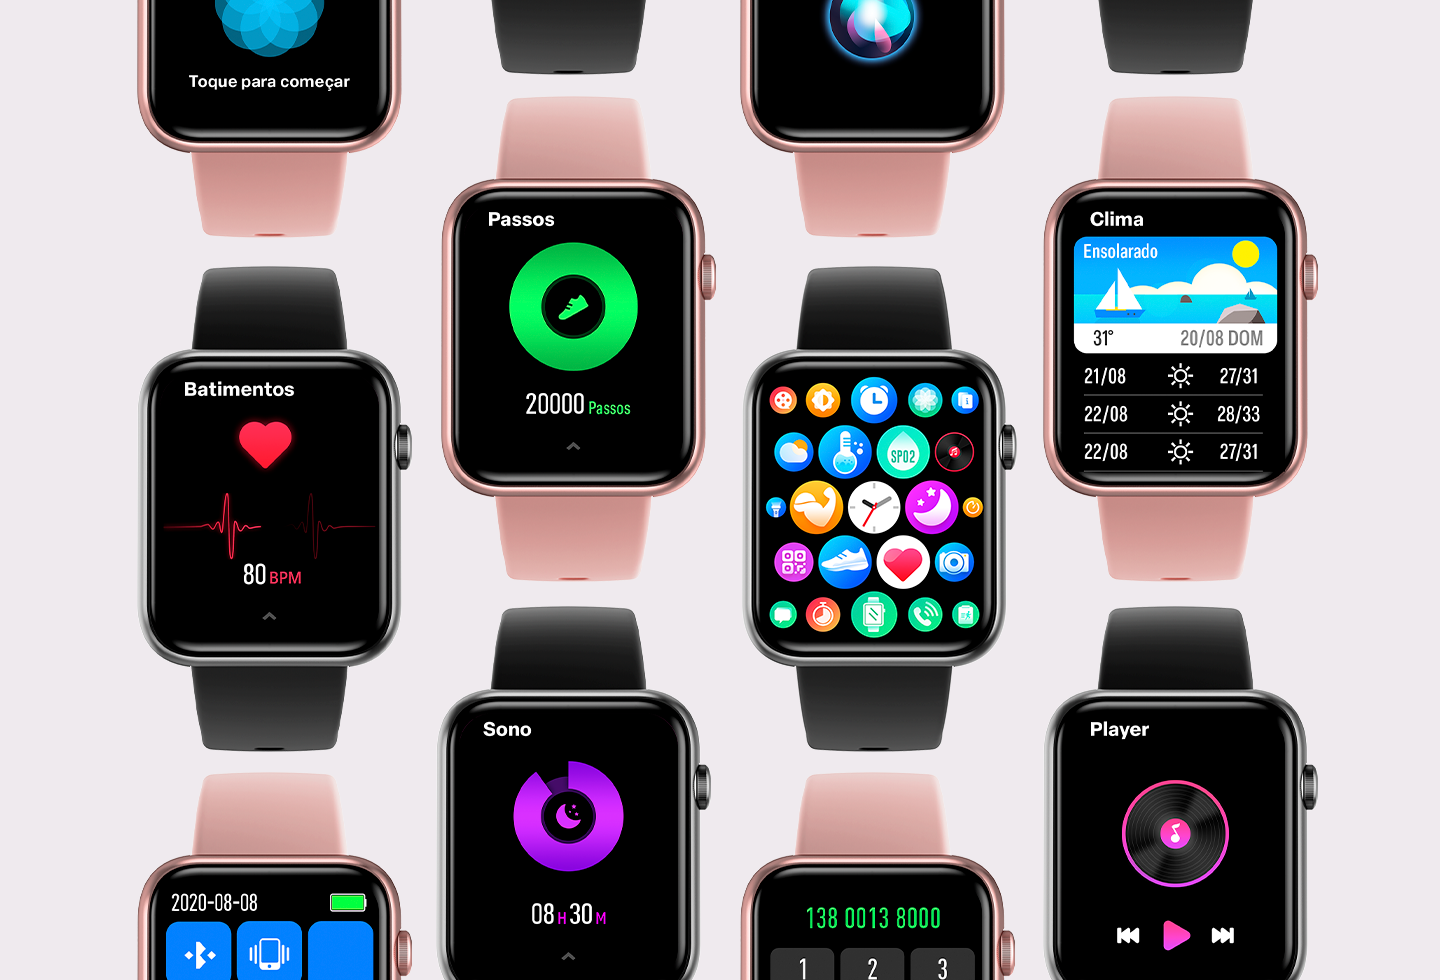 Toque para começar
Passos
20000 Passos
Clima
Ensolarado
31° 20/08 DOM
21/08 27/31
22/08 28/33
22/08 27/31
Batimentos
80 BPM
SPO2
Sono
08 H 30 M
Player
2020-08-08
138 0013 8000
1 2 3